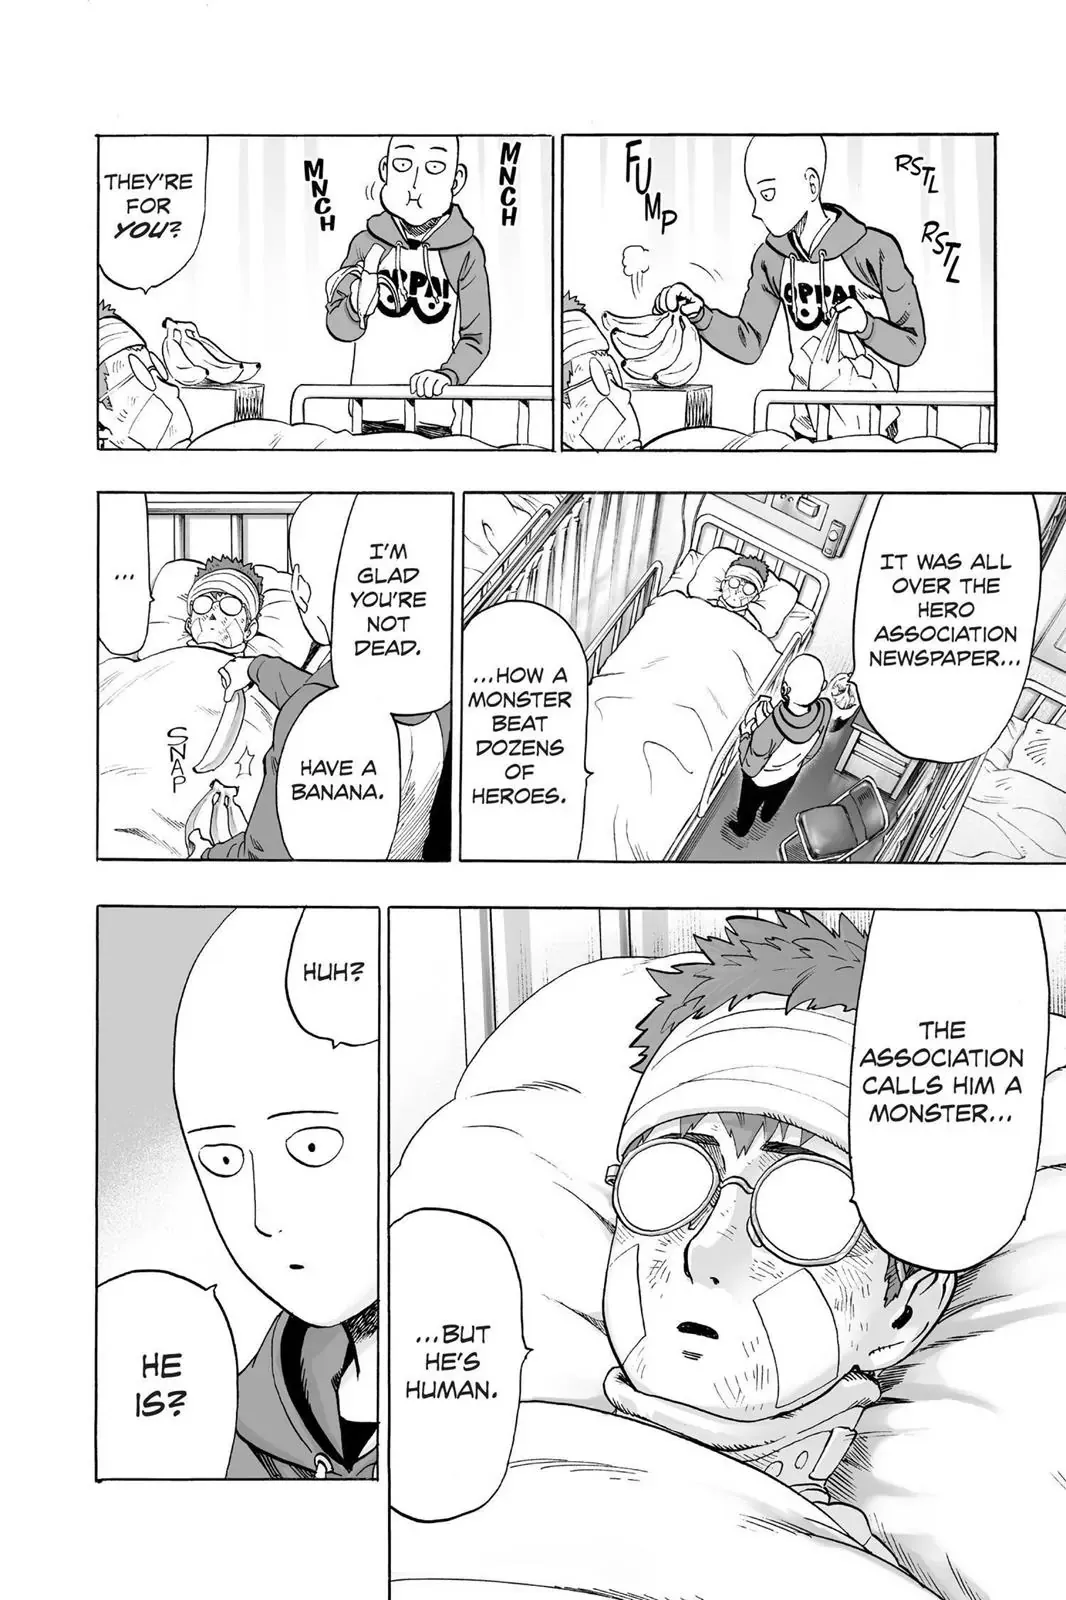 RSTL
RSTL
FUMP
OPPAI
MNCH
MNCH
OPPAI
THEY'RE
FOR
YOU?
IT WAS ALL
OVER THE
HERO
ASSOCIATION
NEWSPAPER...
...HOW A
MONSTER
BEAT
DOZENS
OF
HEROES.
I'M
GLAD
YOU'RE
NOT
DEAD.
HAVE A
BANANA.
SNAP
...
THE
ASSOCIATION
CALLS HIM A
MONSTER...
...BUT
HE'S
HUMAN.
HUH?
HE
IS?